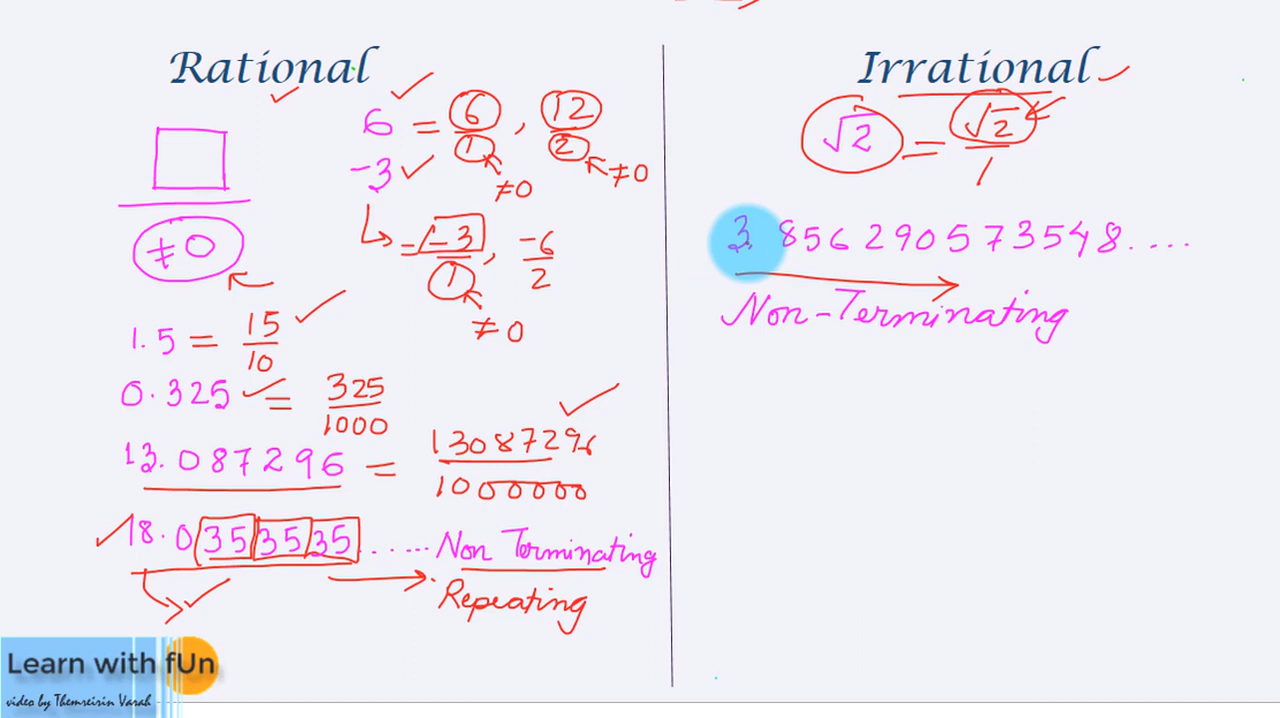 Rational
6 = 6/1 , 12/2
≠0 ≠0
-3
= -3/1 , -6/2
≠0
≠0
1.5 = 15/10
0.325 = 325/1000
13.087296 = 13087296/1000000
18.0353535...... Non Terminating
Repeating
Irrational
√2 = √2/1
3.856290573548....
Non-Terminating
Learn with fUn
video by Themreirin Varah